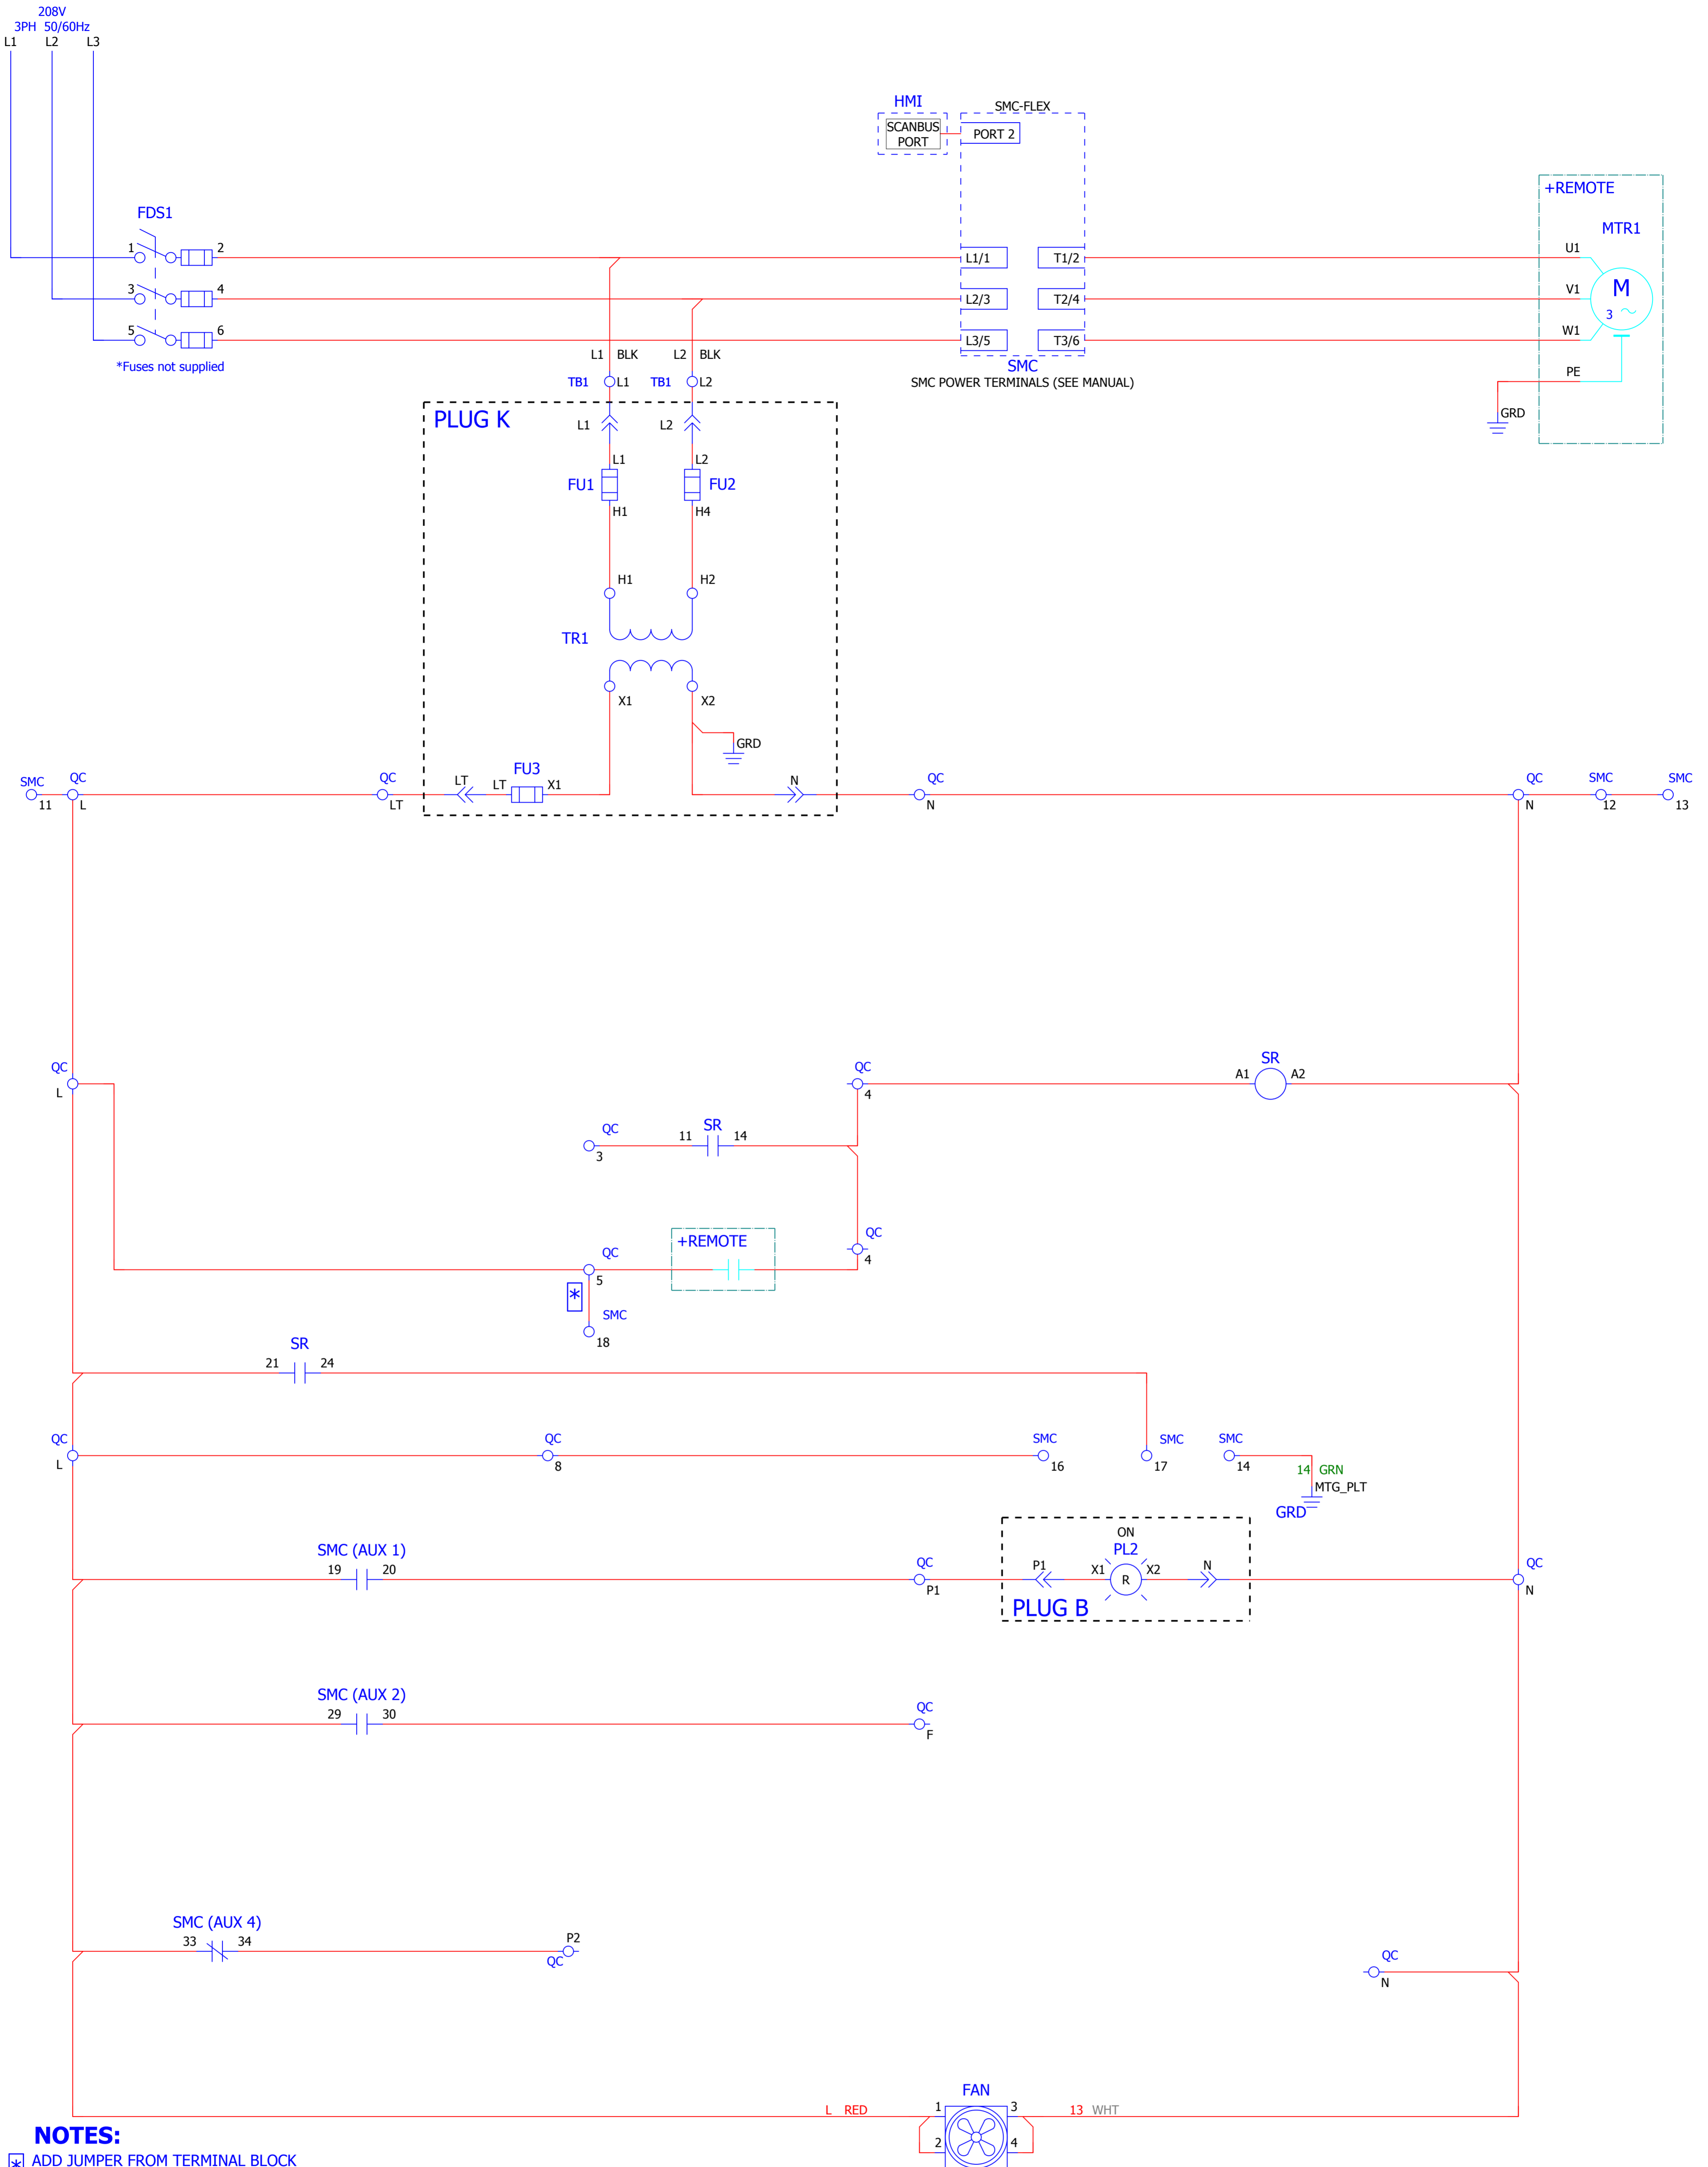 208V
3PH 50/60Hz
L1 L2 L3
HMI
SCANBUS
PORT
SMC-FLEX
PORT 2
+REMOTE
MTR1
FDS1
1 2
3 4
5 6
*Fuses not supplied
L1/1 T1/2
L2/3 T2/4
L3/5 T3/6
SMC
SMC POWER TERMINALS (SEE MANUAL)
U1
V1
W1
PE
M
3
GRD
L1 BLK L2 BLK
TB1 L1 TB1 L2
PLUG K
L1 L2
L1 L2
FU1 FU2
H1 H4
H1 H2
TR1
X1 X2
GRD
SMC QC QC LT LT FU3 X1 N QC QC SMC SMC
11 L LT N N 12 13
QC QC SR
L 4 A1 A2
QC SR
3 11 14
+REMOTE
QC QC
5 4
*
SMC
18
SR
21 24
QC QC SMC SMC SMC
L 8 16 17 14
14 GRN
MTG_PLT
GRD
SMC (AUX 1)
19 20
QC
P1
ON
PL2
P1 X1 R X2 N
PLUG B
QC
N
SMC (AUX 2)
29 30
QC
F
SMC (AUX 4)
33 34
P2
QC
QC
N
FAN
L RED 1 3 13 WHT
2 4
NOTES:
* ADD JUMPER FROM TERMINAL BLOCK